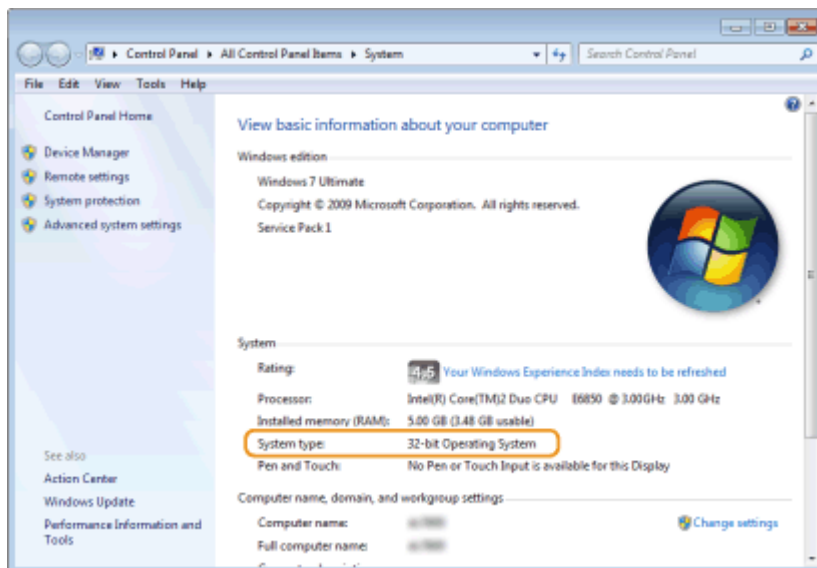 Control Panel ▸ All Control Panel Items ▸ System
Search Control Panel
File Edit View Tools Help
Control Panel Home
Device Manager
Remote settings
System protection
Advanced system settings
See also
Action Center
Windows Update
Performance Information and
Tools
View basic information about your computer
Windows edition
Windows 7 Ultimate
Copyright © 2009 Microsoft Corporation. All rights reserved.
Service Pack 1
System
Rating: 4.5 Your Windows Experience Index needs to be refreshed
Processor: Intel(R) Core(TM)2 Duo CPU E6850 @ 3.00GHz 3.00 GHz
Installed memory (RAM): 5.00 GB (3.48 GB usable)
System type: 32-bit Operating System
Pen and Touch: No Pen or Touch Input is available for this Display
Computer name, domain, and workgroup settings
Computer name: Change settings
Full computer name: